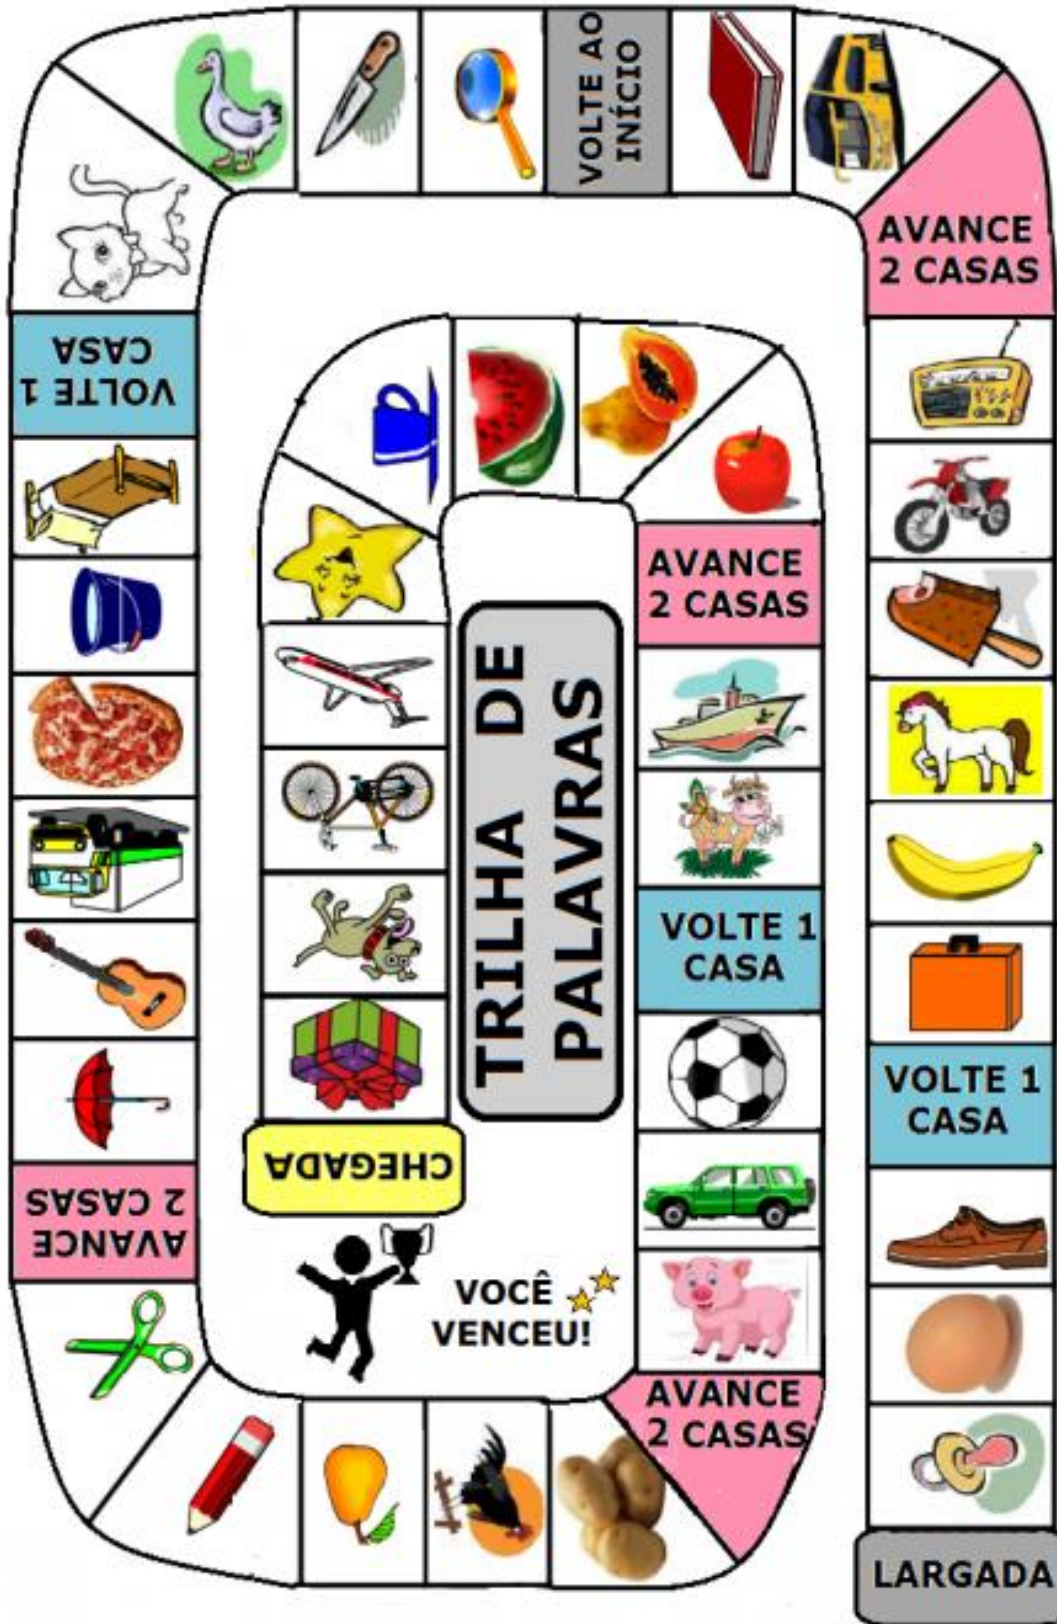 LARGADA
VOLTE 1
CASA
AVANCE
2 CASAS
VOLTE AO
INÍCIO
VOLTE 1
CASA
AVANCE
2 CASAS
AVANCE
2 CASAS
VOLTE 1
CASA
AVANCE
2 CASAS
CHEGADA
VOCÊ
VENCEU!
TRILHA DE
PALAVRAS